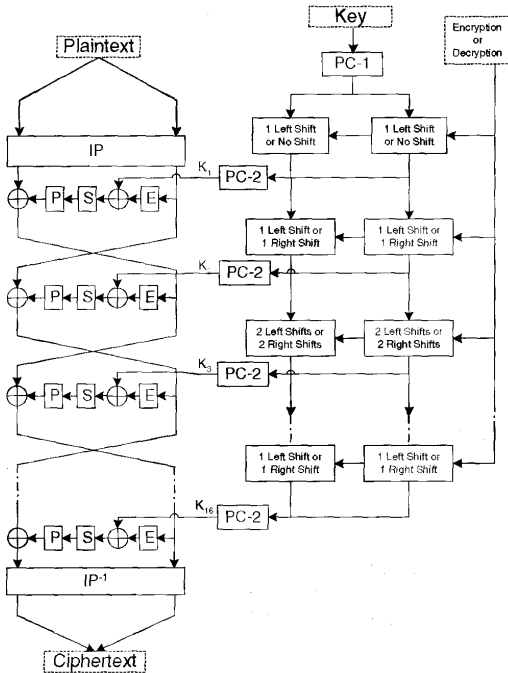 Key
Plaintext
Encryption
or
Decryption
PC-1
1 Left Shift
or No Shift
1 Left Shift
or No Shift
IP
K1
PC-2
P
S
E
1 Left Shift or
1 Right Shift
1 Left Shift or
1 Right Shift
K
PC-2
P
S
E
2 Left Shifts or
2 Right Shifts
2 Left Shifts or
2 Right Shifts
K3
PC-2
P
S
E
1 Left Shift or
1 Right Shift
1 Left Shift or
1 Right Shift
K16
PC-2
P
S
E
IP-1
Ciphertext